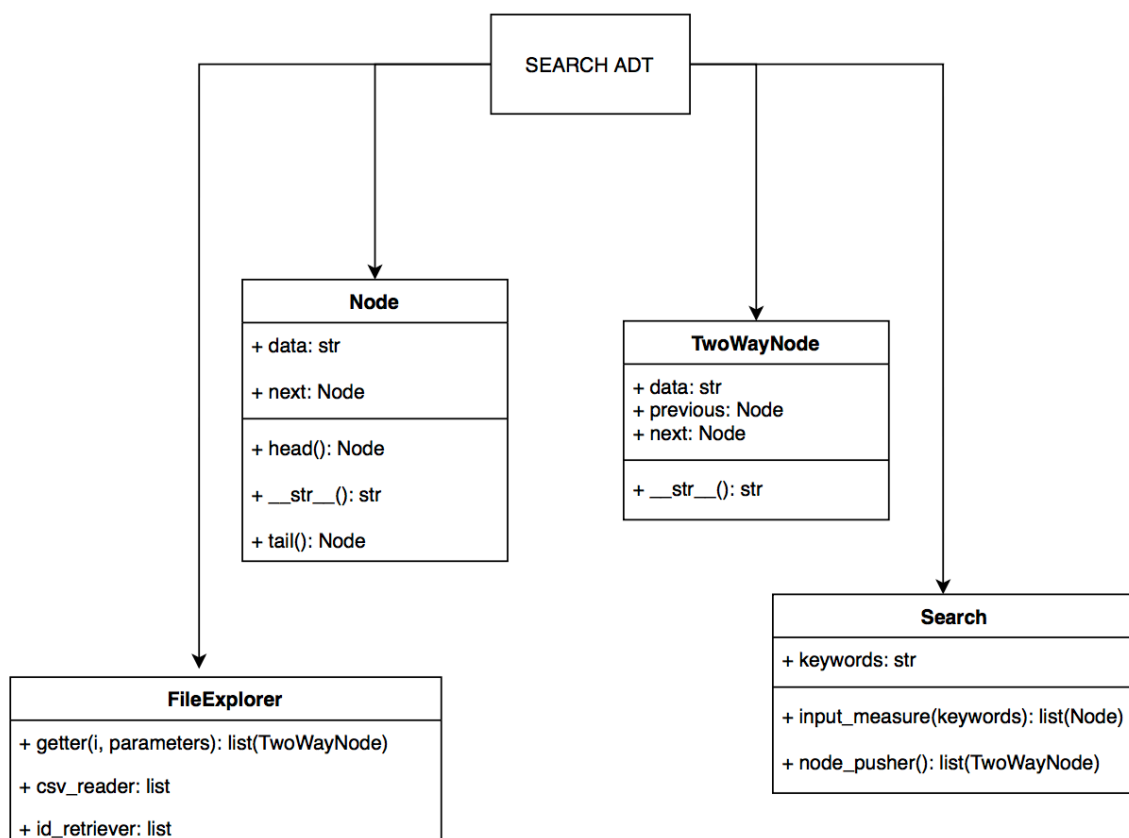 SEARCH ADT
Node
+ data: str
+ next: Node
+ head(): Node
+ __str__(): str
+ tail(): Node
TwoWayNode
+ data: str
+ previous: Node
+ next: Node
+ __str__(): str
Search
+ keywords: str
+ input_measure(keywords): list(Node)
+ node_pusher(): list(TwoWayNode)
FileExplorer
+ getter(i, parameters): list(TwoWayNode)
+ csv_reader: list
+ id_retriever: list